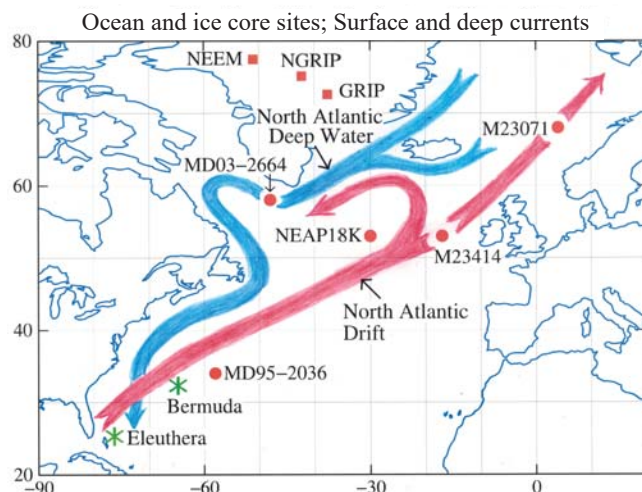 Ocean and ice core sites; Surface and deep currents
80
NEEM
NGRIP
GRIP
North Atlantic
Deep Water
M23071
MD03-2664
60
NEAP18K
M23414
North Atlantic
Drift
40
MD95-2036
Bermuda
Eleuthera
20
-90
-60
-30
0